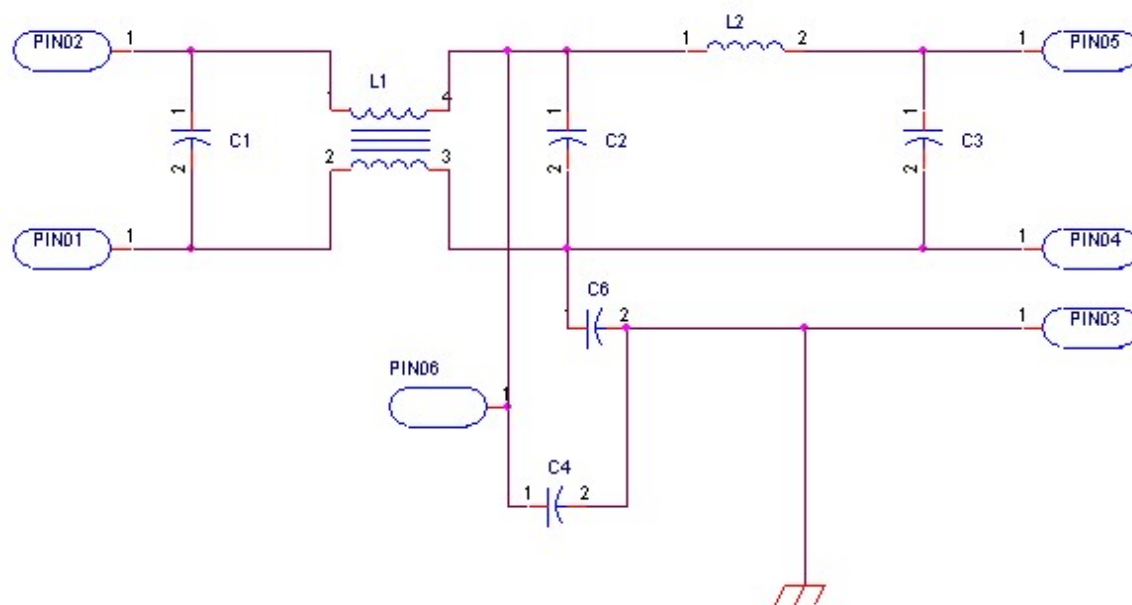 L2
PIN02 1 1 2 1 PIN05
L1
1 4
1 C1 1 C2 1 C3
2 2 3 2 2
PIN01 1 1 PIN04
C6
1 2 1 PIN03
PIN06
1
C4
1 2